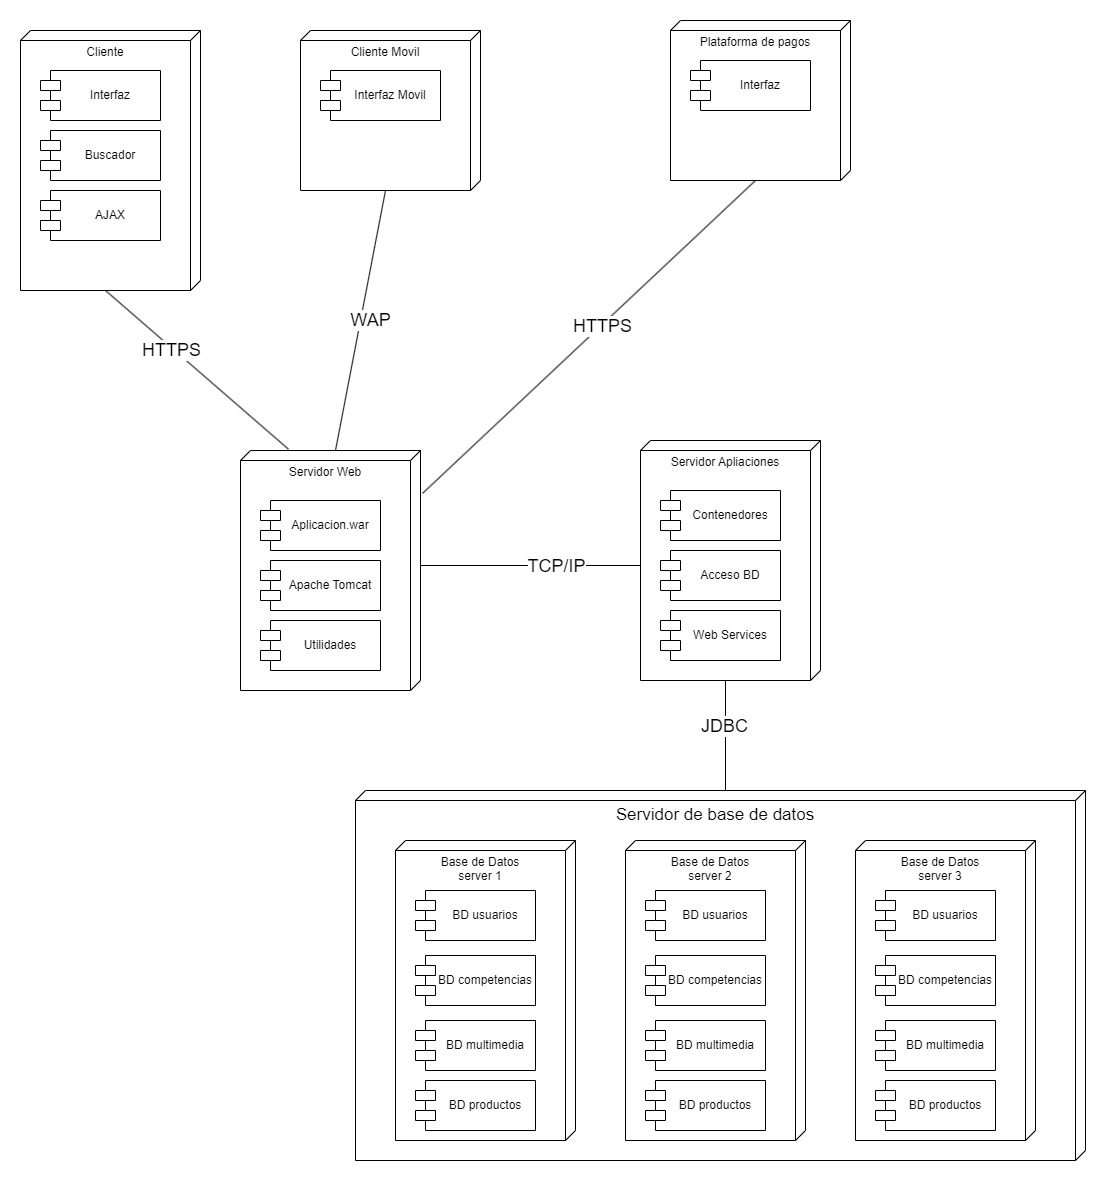 Cliente
Interfaz
Buscador
AJAX
Cliente Movil
Interfaz Movil
Plataforma de pagos
Interfaz
HTTPS
WAP
HTTPS
Servidor Web
Aplicacion.war
Apache Tomcat
Utilidades
TCP/IP
Servidor Apliaciones
Contenedores
Acceso BD
Web Services
JDBC
Servidor de base de datos
Base de Datos
server 1
BD usuarios
BD competencias
BD multimedia
BD productos
Base de Datos
server 2
BD usuarios
BD competencias
BD multimedia
BD productos
Base de Datos
server 3
BD usuarios
BD competencias
BD multimedia
BD productos